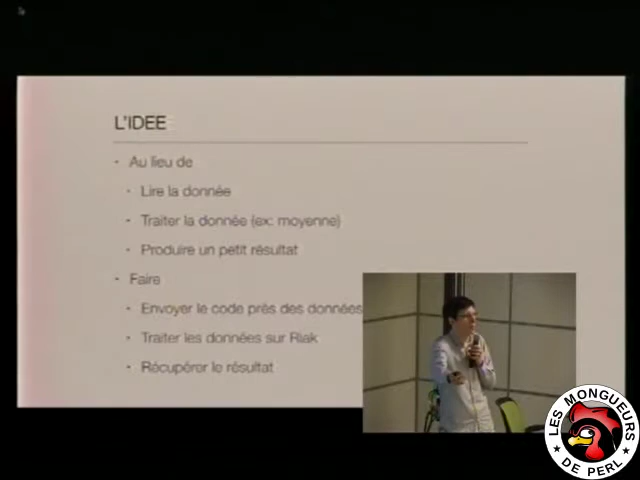 L'IDEE
- Au lieu de
- Lire la donnée
- Traiter la donnée (ex: moyenne)
- Produire un petit résultat
- Faire
- Envoyer le code près des données
- Traiter les données sur Riak
- Récupérer le résultat
LES MONGUEURS
★ DE PERL ★